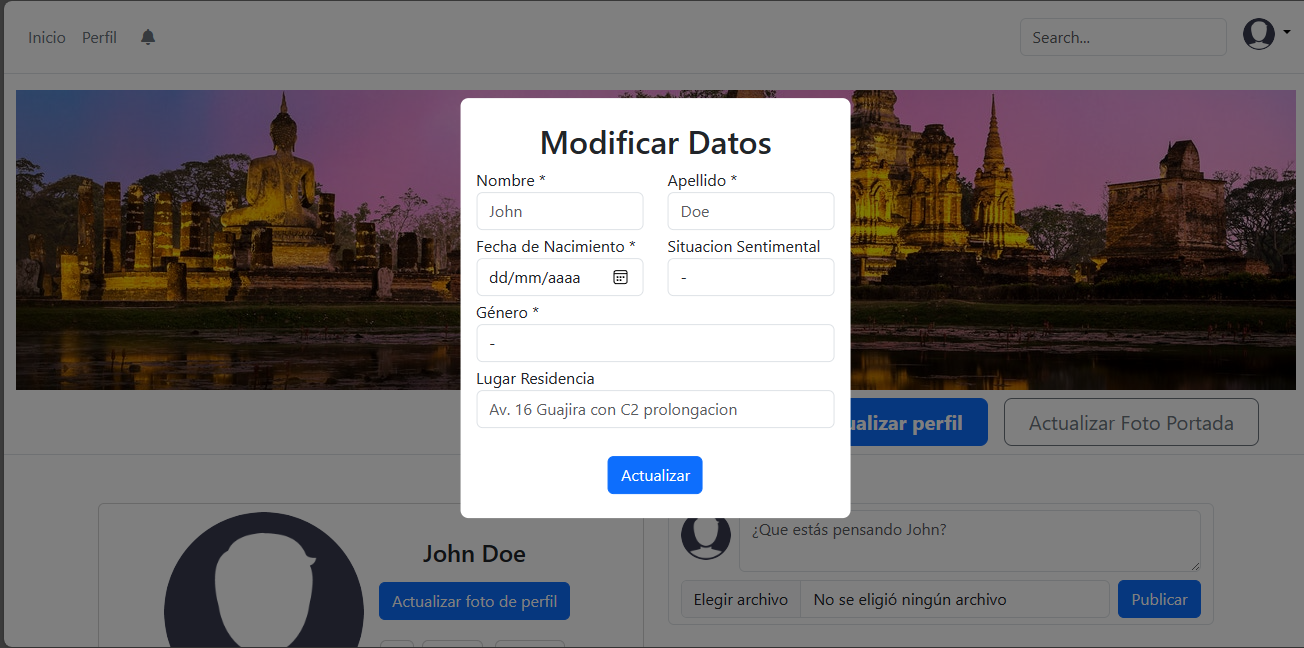 Inicio Perfil
Search...
Modificar Datos
Nombre * Apellido *
John Doe
Fecha de Nacimiento * Situacion Sentimental
dd/mm/aaaa -
Género *
-
Lugar Residencia
Av. 16 Guajira con C2 prolongacion
perfil Actualizar Foto Portada
Actualizar
John Doe
Actualizar foto de perfil
¿Que estás pensando John?
Elegir archivo No se eligió ningún archivo Publicar